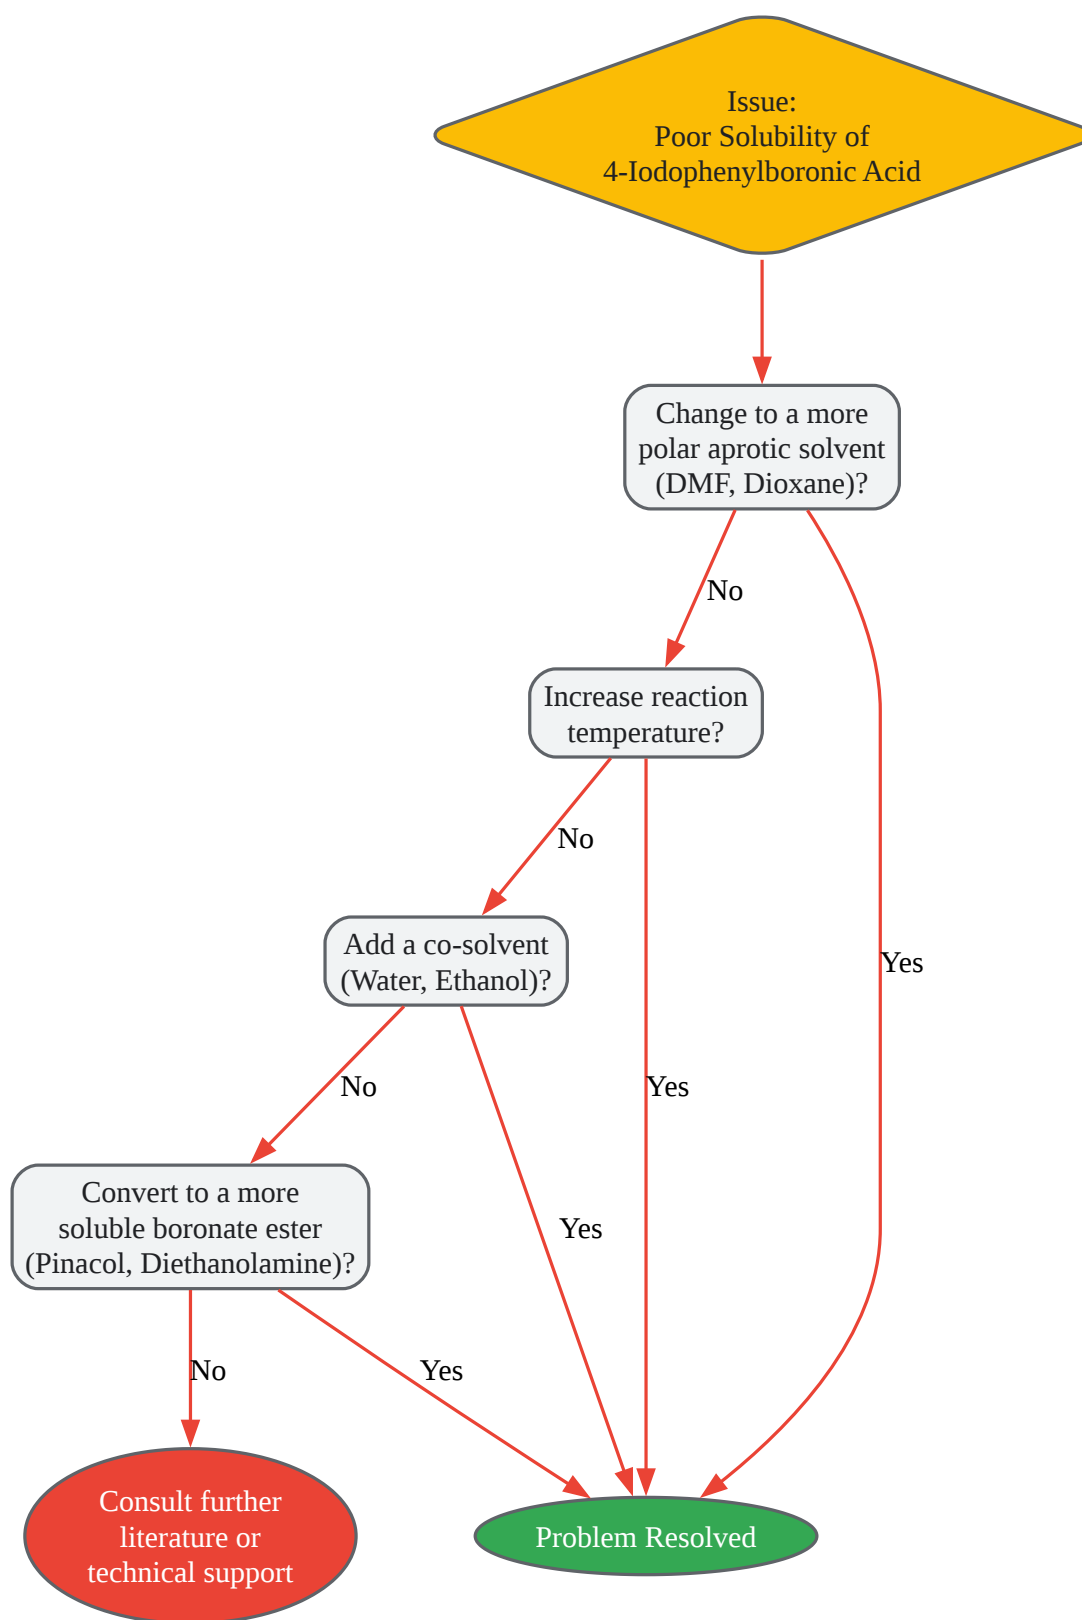 Issue:
Poor Solubility of
4-Iodophenylboronic Acid
Change to a more
polar aprotic solvent
(DMF, Dioxane)?
No
Increase reaction
temperature?
No
Add a co-solvent
(Water, Ethanol)?
Yes
No
Yes
Convert to a more
soluble boronate ester
(Pinacol, Diethanolamine)?
Yes
No
Yes
Consult further
literature or
technical support
Problem Resolved